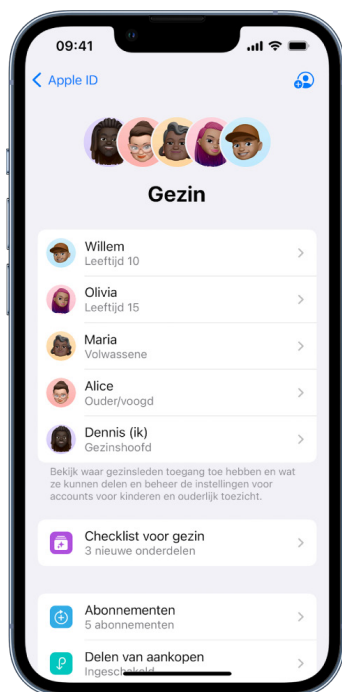 09:41
Apple ID
Gezin
Willem
Leeftijd 10
Olivia
Leeftijd 15
Maria
Volwassene
Alice
Ouder/voogd
Dennis (ik)
Gezinshoofd
Bekijk waar gezinsleden toegang toe hebben en wat
ze kunnen delen en beheer de instellingen voor
accounts voor kinderen en ouderlijk toezicht.
Checklist voor gezin
3 nieuwe onderdelen
Abonnementen
5 abonnementen
Delen van aankopen
Ingeschakeld